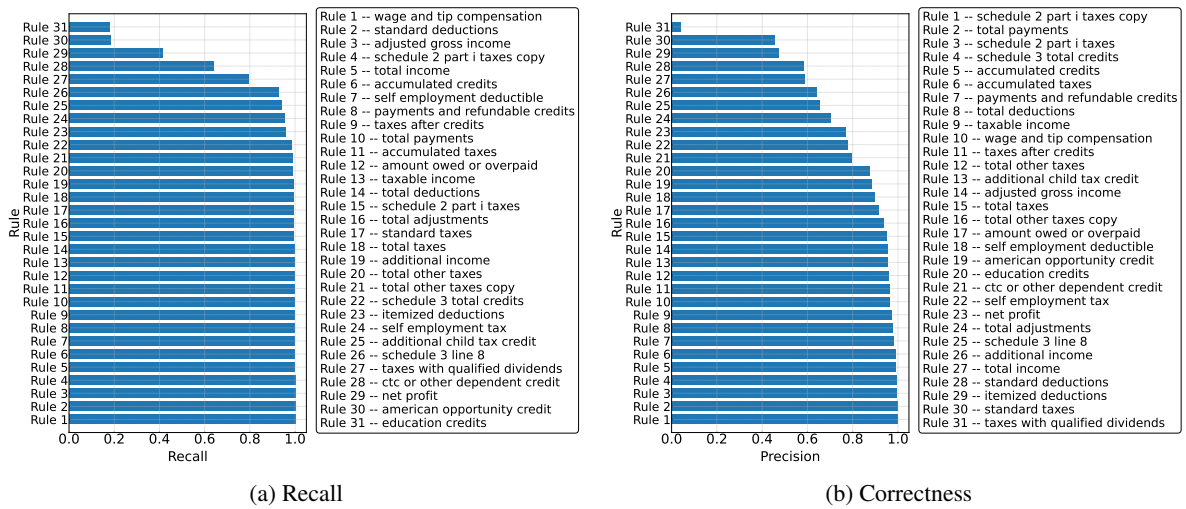 Rule 31
Rule 30
Rule 29
Rule 28
Rule 27
Rule 26
Rule 25
Rule 24
Rule 23
Rule 22
Rule 21
Rule 20
Rule 19
Rule 18
Rule 17
Rule 16
Rule 15
Rule 14
Rule 13
Rule 12
Rule 11
Rule 10
Rule 9
Rule 8
Rule 7
Rule 6
Rule 5
Rule 4
Rule 3
Rule 2
Rule 1
Rule
0.0 0.2 0.4 0.6 0.8 1.0
Recall
Rule 1 -- wage and tip compensation
Rule 2 -- standard deductions
Rule 3 -- adjusted gross income
Rule 4 -- schedule 2 part i taxes copy
Rule 5 -- total income
Rule 6 -- accumulated credits
Rule 7 -- self employment deductible
Rule 8 -- payments and refundable credits
Rule 9 -- taxes after credits
Rule 10 -- total payments
Rule 11 -- accumulated taxes
Rule 12 -- amount owed or overpaid
Rule 13 -- taxable income
Rule 14 -- total deductions
Rule 15 -- schedule 2 part i taxes
Rule 16 -- total adjustments
Rule 17 -- standard taxes
Rule 18 -- total taxes
Rule 19 -- additional income
Rule 20 -- total other taxes
Rule 21 -- total other taxes copy
Rule 22 -- schedule 3 total credits
Rule 23 -- itemized deductions
Rule 24 -- self employment tax
Rule 25 -- additional child tax credit
Rule 26 -- schedule 3 line 8
Rule 27 -- taxes with qualified dividends
Rule 28 -- ctc or other dependent credit
Rule 29 -- net profit
Rule 30 -- american opportunity credit
Rule 31 -- education credits
(a) Recall
Rule 31
Rule 30
Rule 29
Rule 28
Rule 27
Rule 26
Rule 25
Rule 24
Rule 23
Rule 22
Rule 21
Rule 20
Rule 19
Rule 18
Rule 17
Rule 16
Rule 15
Rule 14
Rule 13
Rule 12
Rule 11
Rule 10
Rule 9
Rule 8
Rule 7
Rule 6
Rule 5
Rule 4
Rule 3
Rule 2
Rule 1
Rule
0.0 0.2 0.4 0.6 0.8 1.0
Precision
Rule 1 -- schedule 2 part i taxes copy
Rule 2 -- total payments
Rule 3 -- schedule 2 part i taxes
Rule 4 -- schedule 3 total credits
Rule 5 -- accumulated credits
Rule 6 -- accumulated taxes
Rule 7 -- payments and refundable credits
Rule 8 -- total deductions
Rule 9 -- taxable income
Rule 10 -- wage and tip compensation
Rule 11 -- taxes after credits
Rule 12 -- total other taxes
Rule 13 -- additional child tax credit
Rule 14 -- adjusted gross income
Rule 15 -- total taxes
Rule 16 -- total other taxes copy
Rule 17 -- amount owed or overpaid
Rule 18 -- self employment deductible
Rule 19 -- american opportunity credit
Rule 20 -- education credits
Rule 21 -- ctc or other dependent credit
Rule 22 -- self employment tax
Rule 23 -- net profit
Rule 24 -- total adjustments
Rule 25 -- schedule 3 line 8
Rule 26 -- additional income
Rule 27 -- total income
Rule 28 -- standard deductions
Rule 29 -- itemized deductions
Rule 30 -- standard taxes
Rule 31 -- taxes with qualified dividends
(b) Correctness